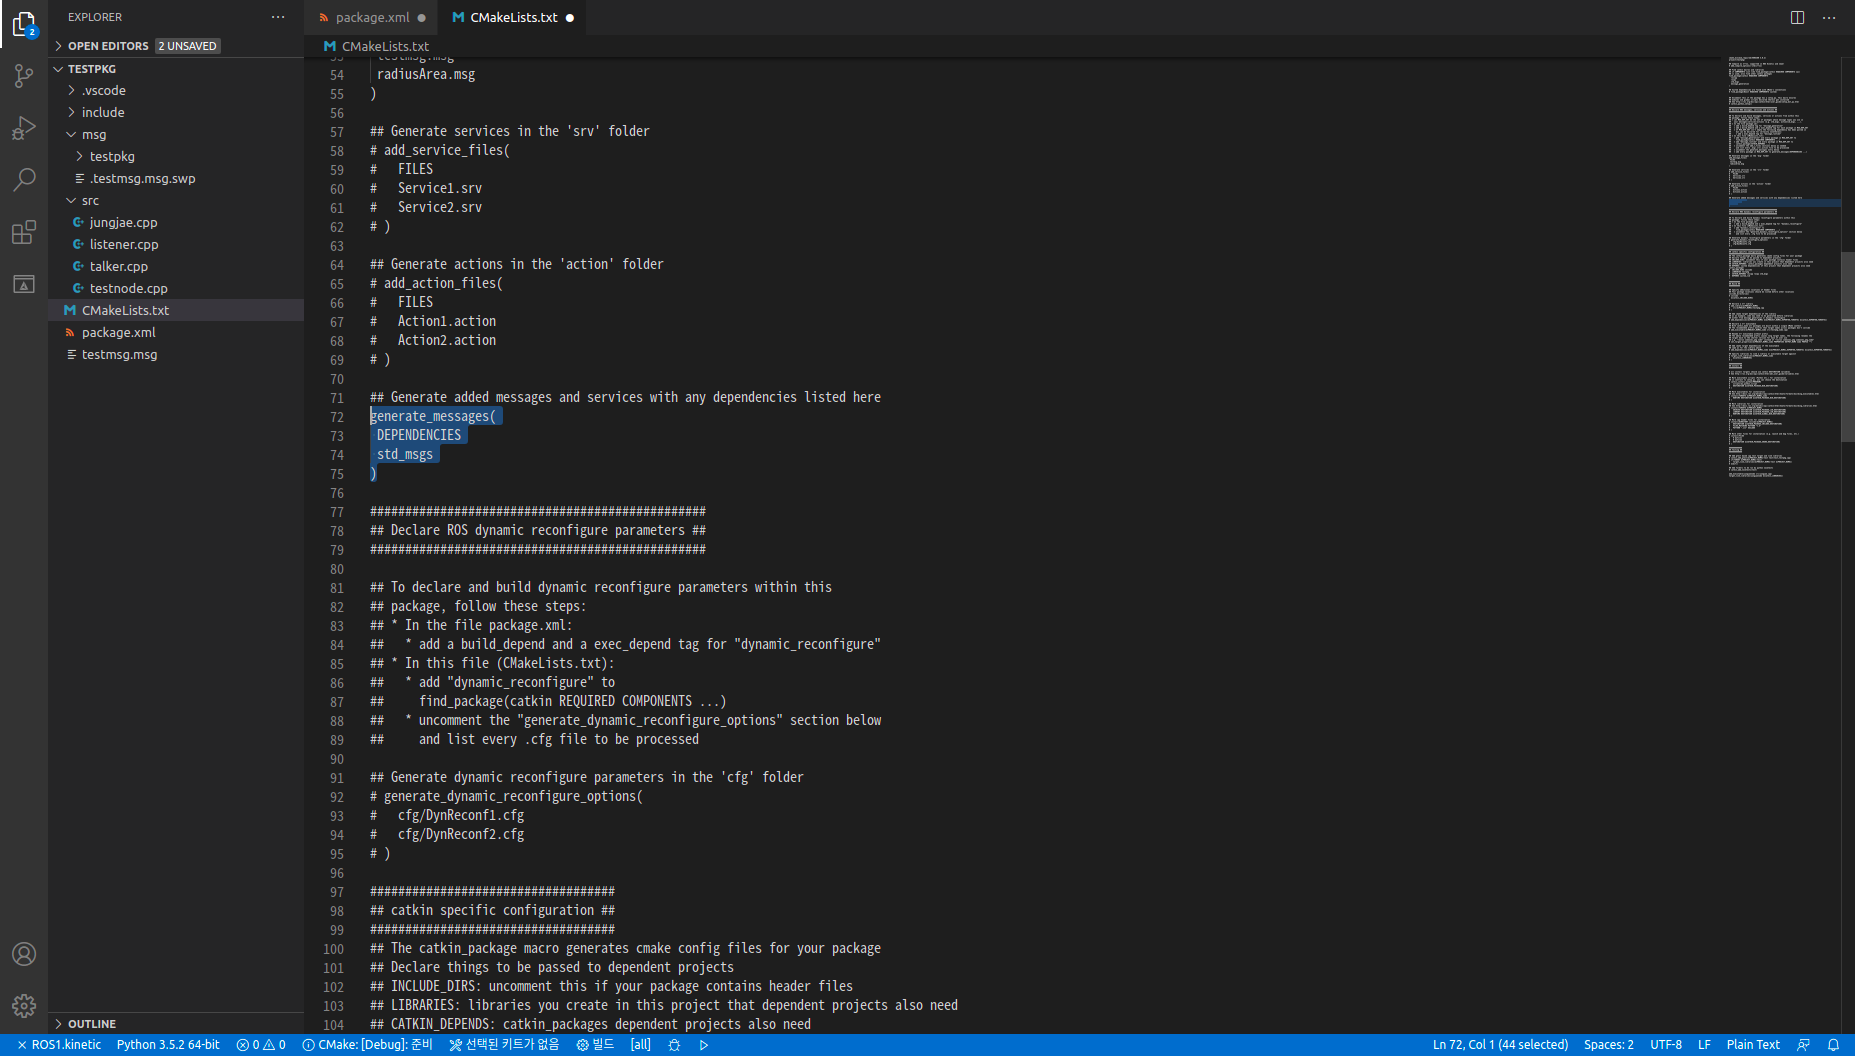 EXPLORER
OPEN EDITORS 2 UNSAVED
TESTPKG
.vscode
include
msg
testpkg
.testmsg.msg.swp
src
jungjae.cpp
listener.cpp
talker.cpp
testnode.cpp
CMakeLists.txt
package.xml
testmsg.msg
OUTLINE
2
package.xml
CMakeLists.txt
CMakeLists.txt
53 testmsg.msg
54 radiusArea.msg
55 )
56
57 ## Generate services in the 'srv' folder
58 # add_service_files(
59 #   FILES
60 #   Service1.srv
61 #   Service2.srv
62 # )
63
64 ## Generate actions in the 'action' folder
65 # add_action_files(
66 #   FILES
67 #   Action1.action
68 #   Action2.action
69 # )
70
71 ## Generate added messages and services with any dependencies listed here
72 generate_messages(
73 DEPENDENCIES
74 std_msgs
75 )
76
77 ################################################
78 ## Declare ROS dynamic reconfigure parameters ##
79 ################################################
80
81 ## To declare and build dynamic reconfigure parameters within this
82 ## package, follow these steps:
83 ## * In the file package.xml:
84 ##   * add a build_depend and a exec_depend tag for "dynamic_reconfigure"
85 ## * In this file (CMakeLists.txt):
86 ##   * add "dynamic_reconfigure" to
87 ##     find_package(catkin REQUIRED COMPONENTS ...)
88 ##   * uncomment the "generate_dynamic_reconfigure_options" section below
89 ##     and list every .cfg file to be processed
90
91 ## Generate dynamic reconfigure parameters in the 'cfg' folder
92 # generate_dynamic_reconfigure_options(
93 #   cfg/DynReconf1.cfg
94 #   cfg/DynReconf2.cfg
95 # )
96
97 ###################################
98 ## catkin specific configuration ##
99 ###################################
100 ## The catkin_package macro generates cmake config files for your package
101 ## Declare things to be passed to dependent projects
102 ## INCLUDE_DIRS: uncomment this if your package contains header files
103 ## LIBRARIES: libraries you create in this project that dependent projects also need
104 ## CATKIN_DEPENDS: catkin_packages dependent projects also need
ROS1.kinetic Python 3.5.2 64-bit 0 0 CMake: [Debug]: 준비 선택된 키트가 없음 빌드 [all] Ln 72, Col 1 (44 selected) Spaces: 2 UTF-8 LF Plain Text